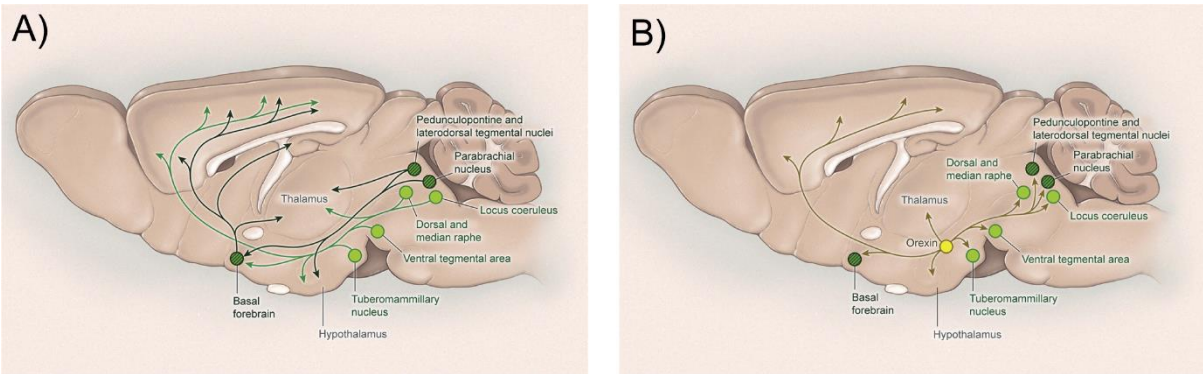 A)
Pedunculopontine and
laterodorsal tegmental nuclei
Parabrachial
nucleus
Thalamus
Locus coeruleus
Dorsal and
median raphe
Ventral tegmental area
Basal
forebrain
Tuberomammillary
nucleus
Hypothalamus
B)
Pedunculopontine and
laterodorsal tegmental nuclei
Dorsal and
median raphe
Parabrachial
nucleus
Thalamus
Locus coeruleus
Orexin
Ventral tegmental area
Basal
forebrain
Tuberomammillary
nucleus
Hypothalamus